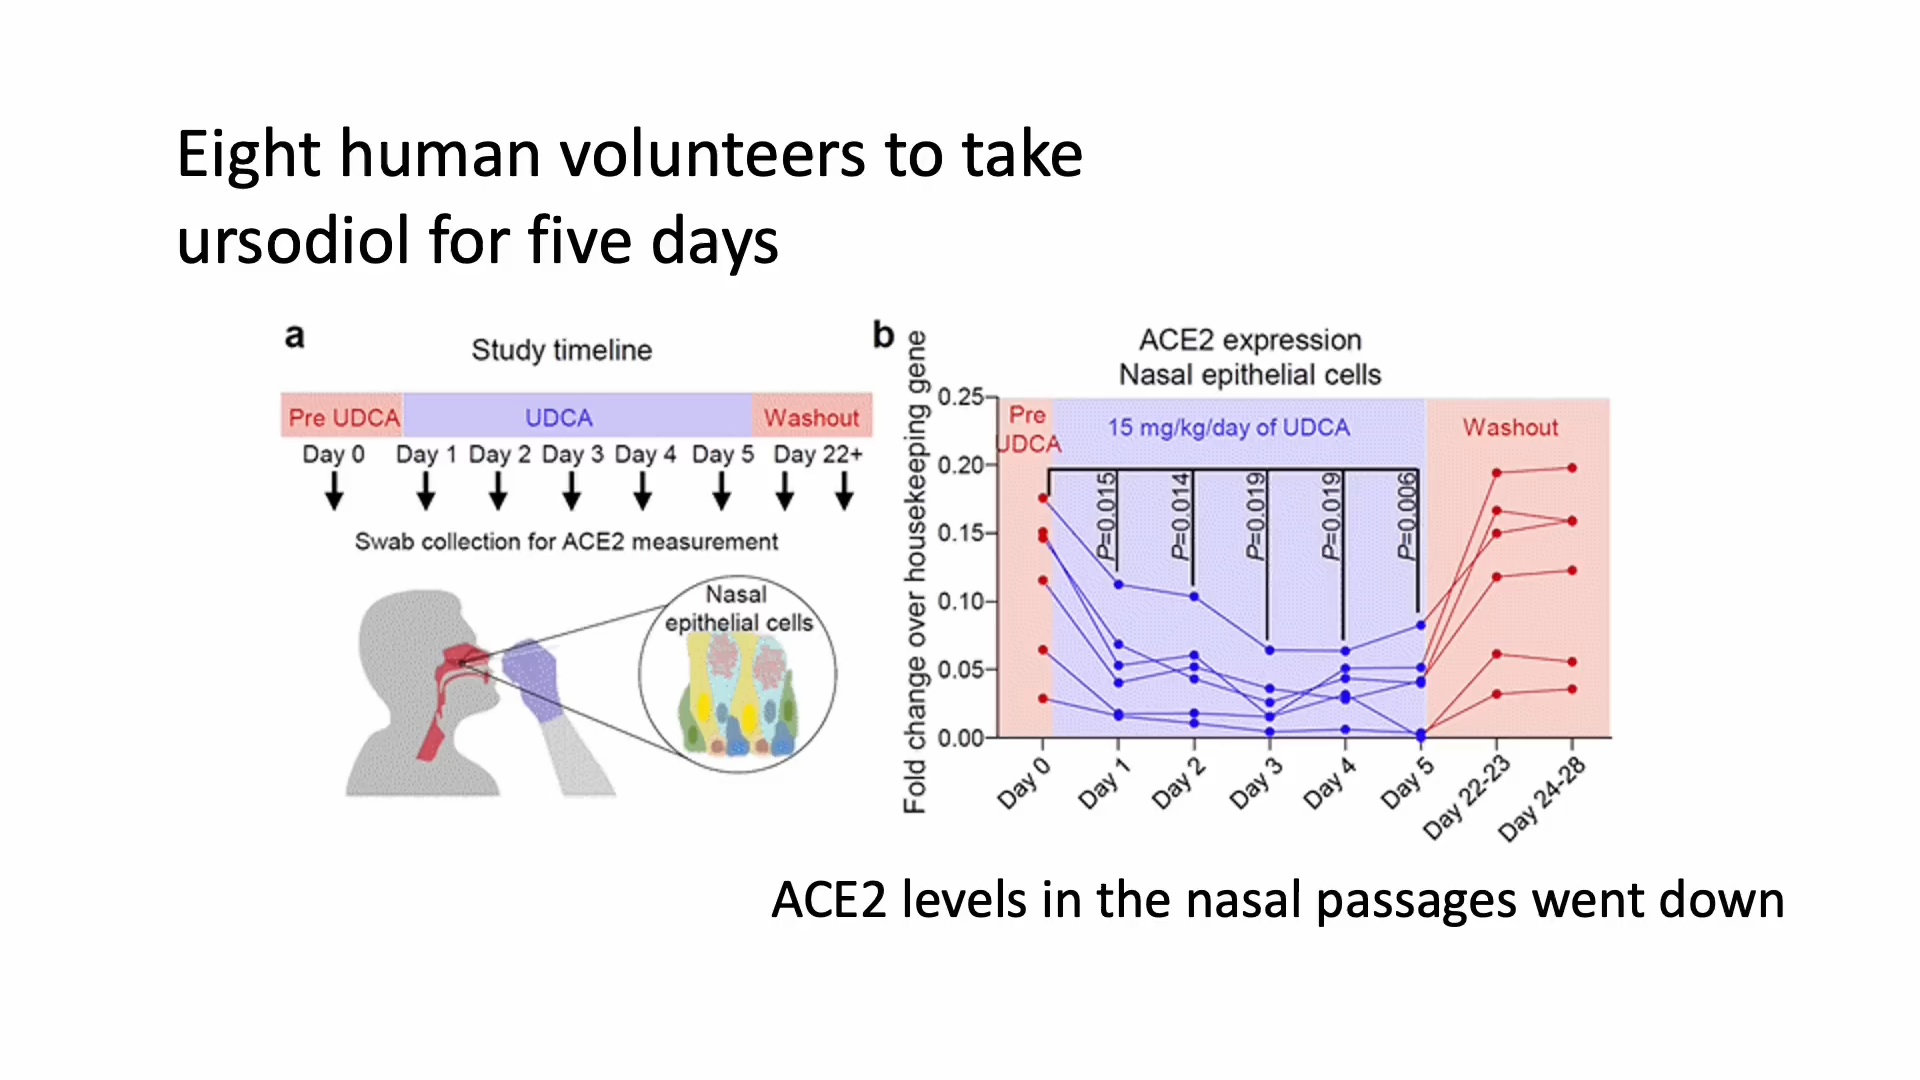 Eight human volunteers to take
ursodiol for five days
a
Study timeline
Pre UDCA
UDCA
Washout
Day 0
Day 1
Day 2
Day 3
Day 4
Day 5
Day 22+
Swab collection for ACE2 measurement
Nasal
epithelial cells
b
ACE2 expression
Nasal epithelial cells
Fold change over housekeeping gene
0.25
0.20
0.15
0.10
0.05
0.00
Pre
UDCA
15 mg/kg/day of UDCA
Washout
P=0.015
P=0.014
P=0.019
P=0.019
P=0.006
Day 0
Day 1
Day 2
Day 3
Day 4
Day 5
Day 22-23
Day 24-28
ACE2 levels in the nasal passages went down